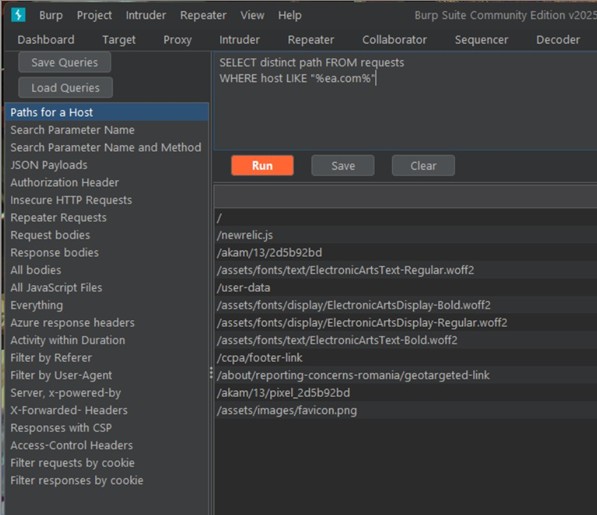 Burp Project Intruder Repeater View Help Burp Suite Community Edition v2025
Dashboard Target Proxy Intruder Repeater Collaborator Sequencer Decoder
Save Queries
Load Queries
SELECT distinct path FROM requests
WHERE host LIKE "%ea.com%"
Run Save Clear
Paths for a Host
Search Parameter Name
Search Parameter Name and Method
JSON Payloads
Authorization Header
Insecure HTTP Requests
Repeater Requests
Request bodies
Response bodies
All bodies
All JavaScript Files
Everything
Azure response headers
Activity within Duration
Filter by Referer
Filter by User-Agent
Server, x-powered-by
X-Forwarded- Headers
Responses with CSP
Access-Control Headers
Filter requests by cookie
Filter responses by cookie
/
/newrelic.js
/akam/13/2d5b92bd
/assets/fonts/text/ElectronicArtsText-Regular.woff2
/user-data
/assets/fonts/display/ElectronicArtsDisplay-Bold.woff2
/assets/fonts/display/ElectronicArtsDisplay-Regular.woff2
/assets/fonts/text/ElectronicArtsText-Bold.woff2
/ccpa/footer-link
/about/reporting-concerns-romania/geotargeted-link
/akam/13/pixel_2d5b92bd
/assets/images/favicon.png